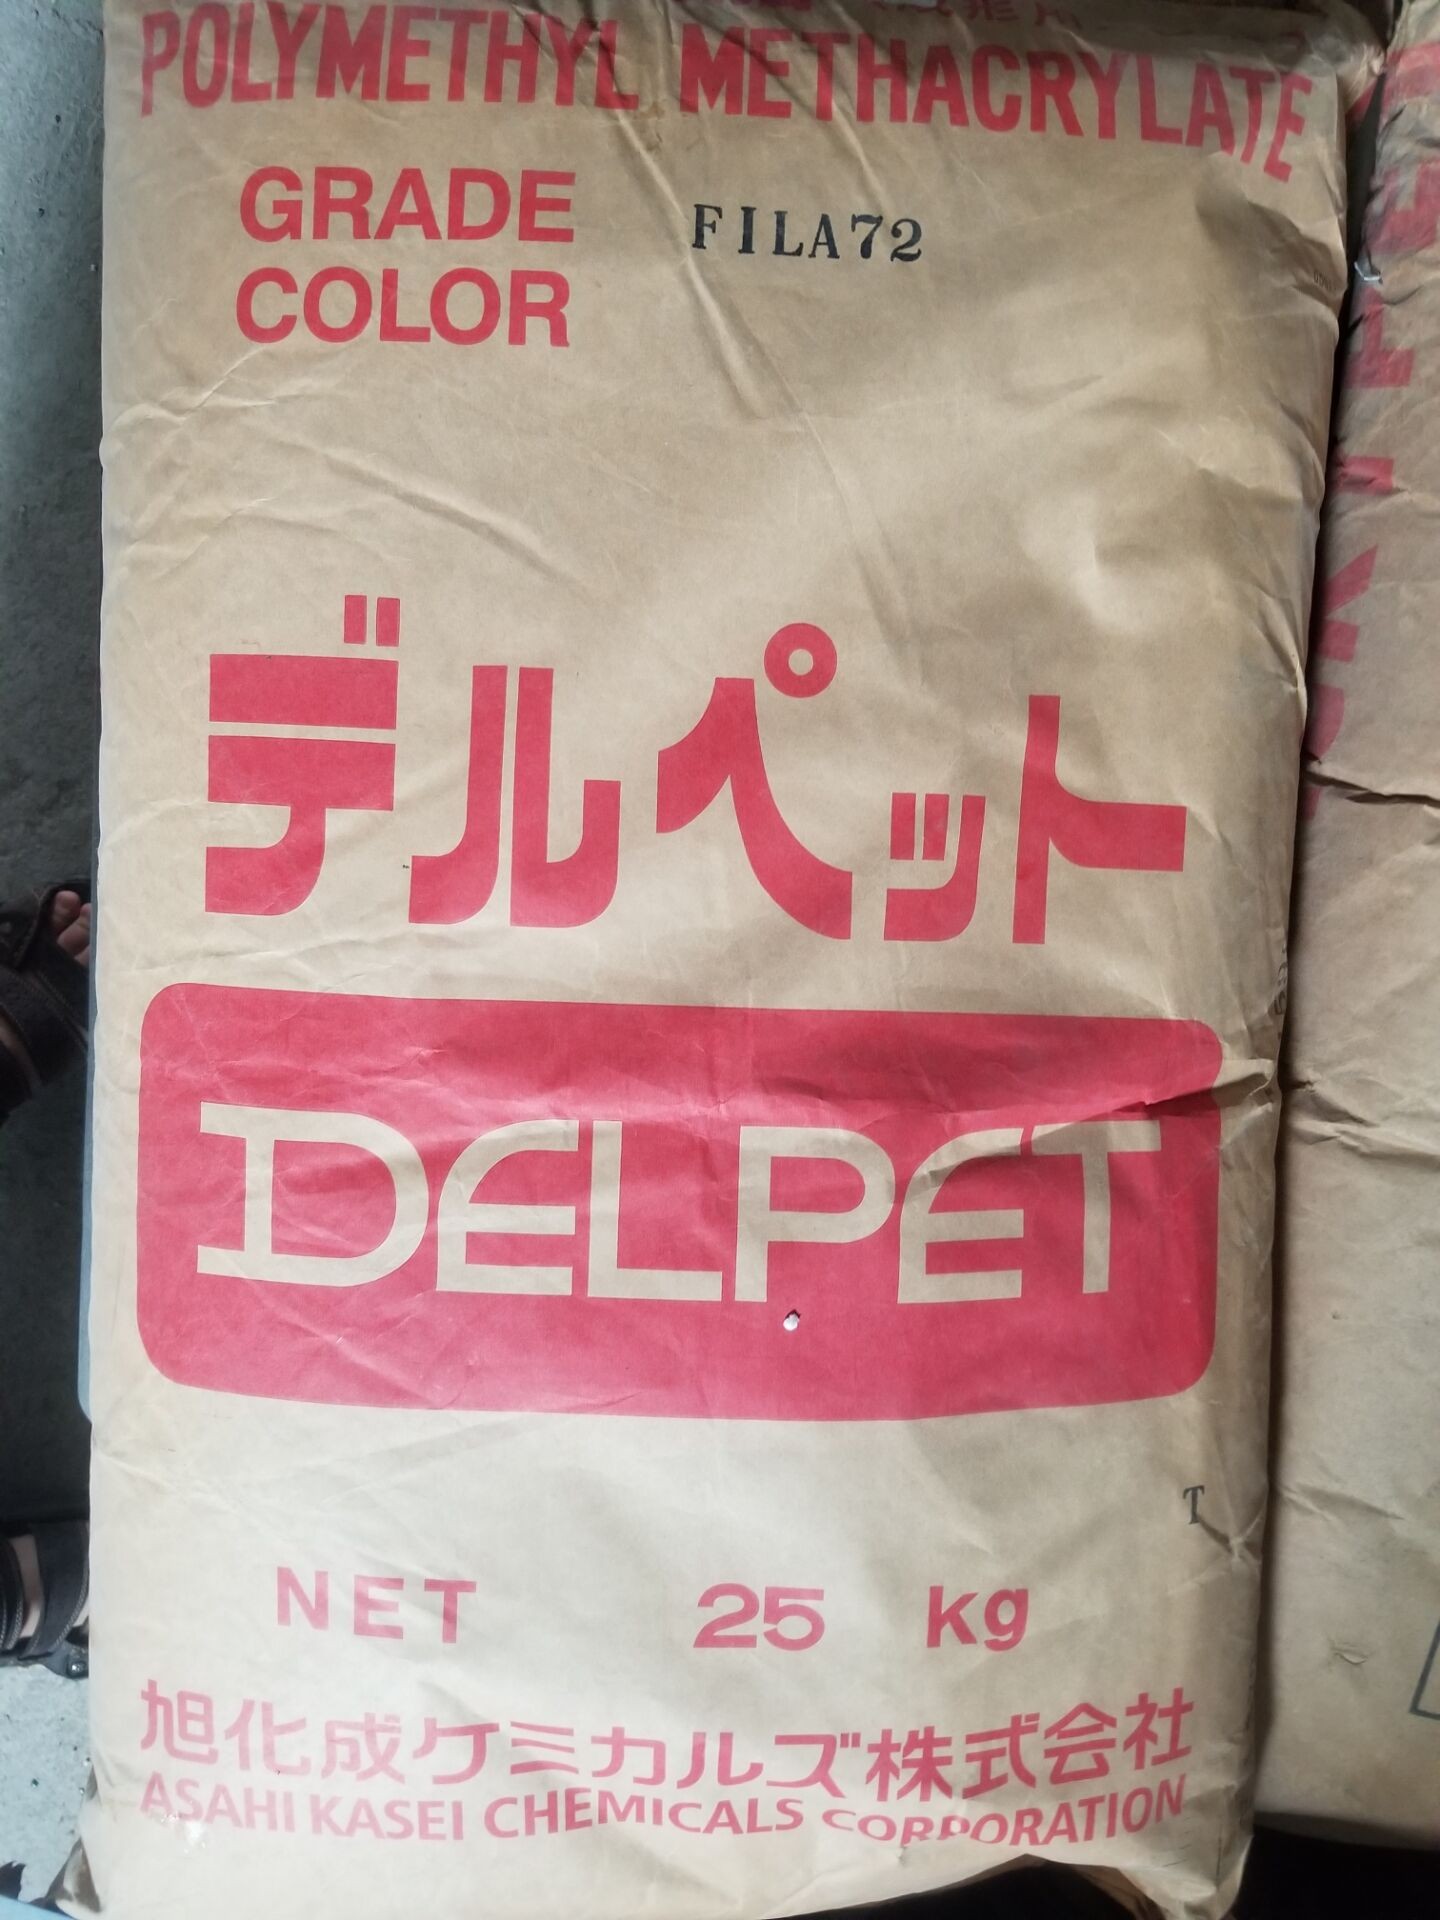 POLYMETHYL METHACRYLATE
GRADE FILA72
COLOR
デルペット
DELPET
T
NET 25 kg
旭化成ケミカルズ株式会社
ASAHI KASEI CHEMICALS CORPORATION